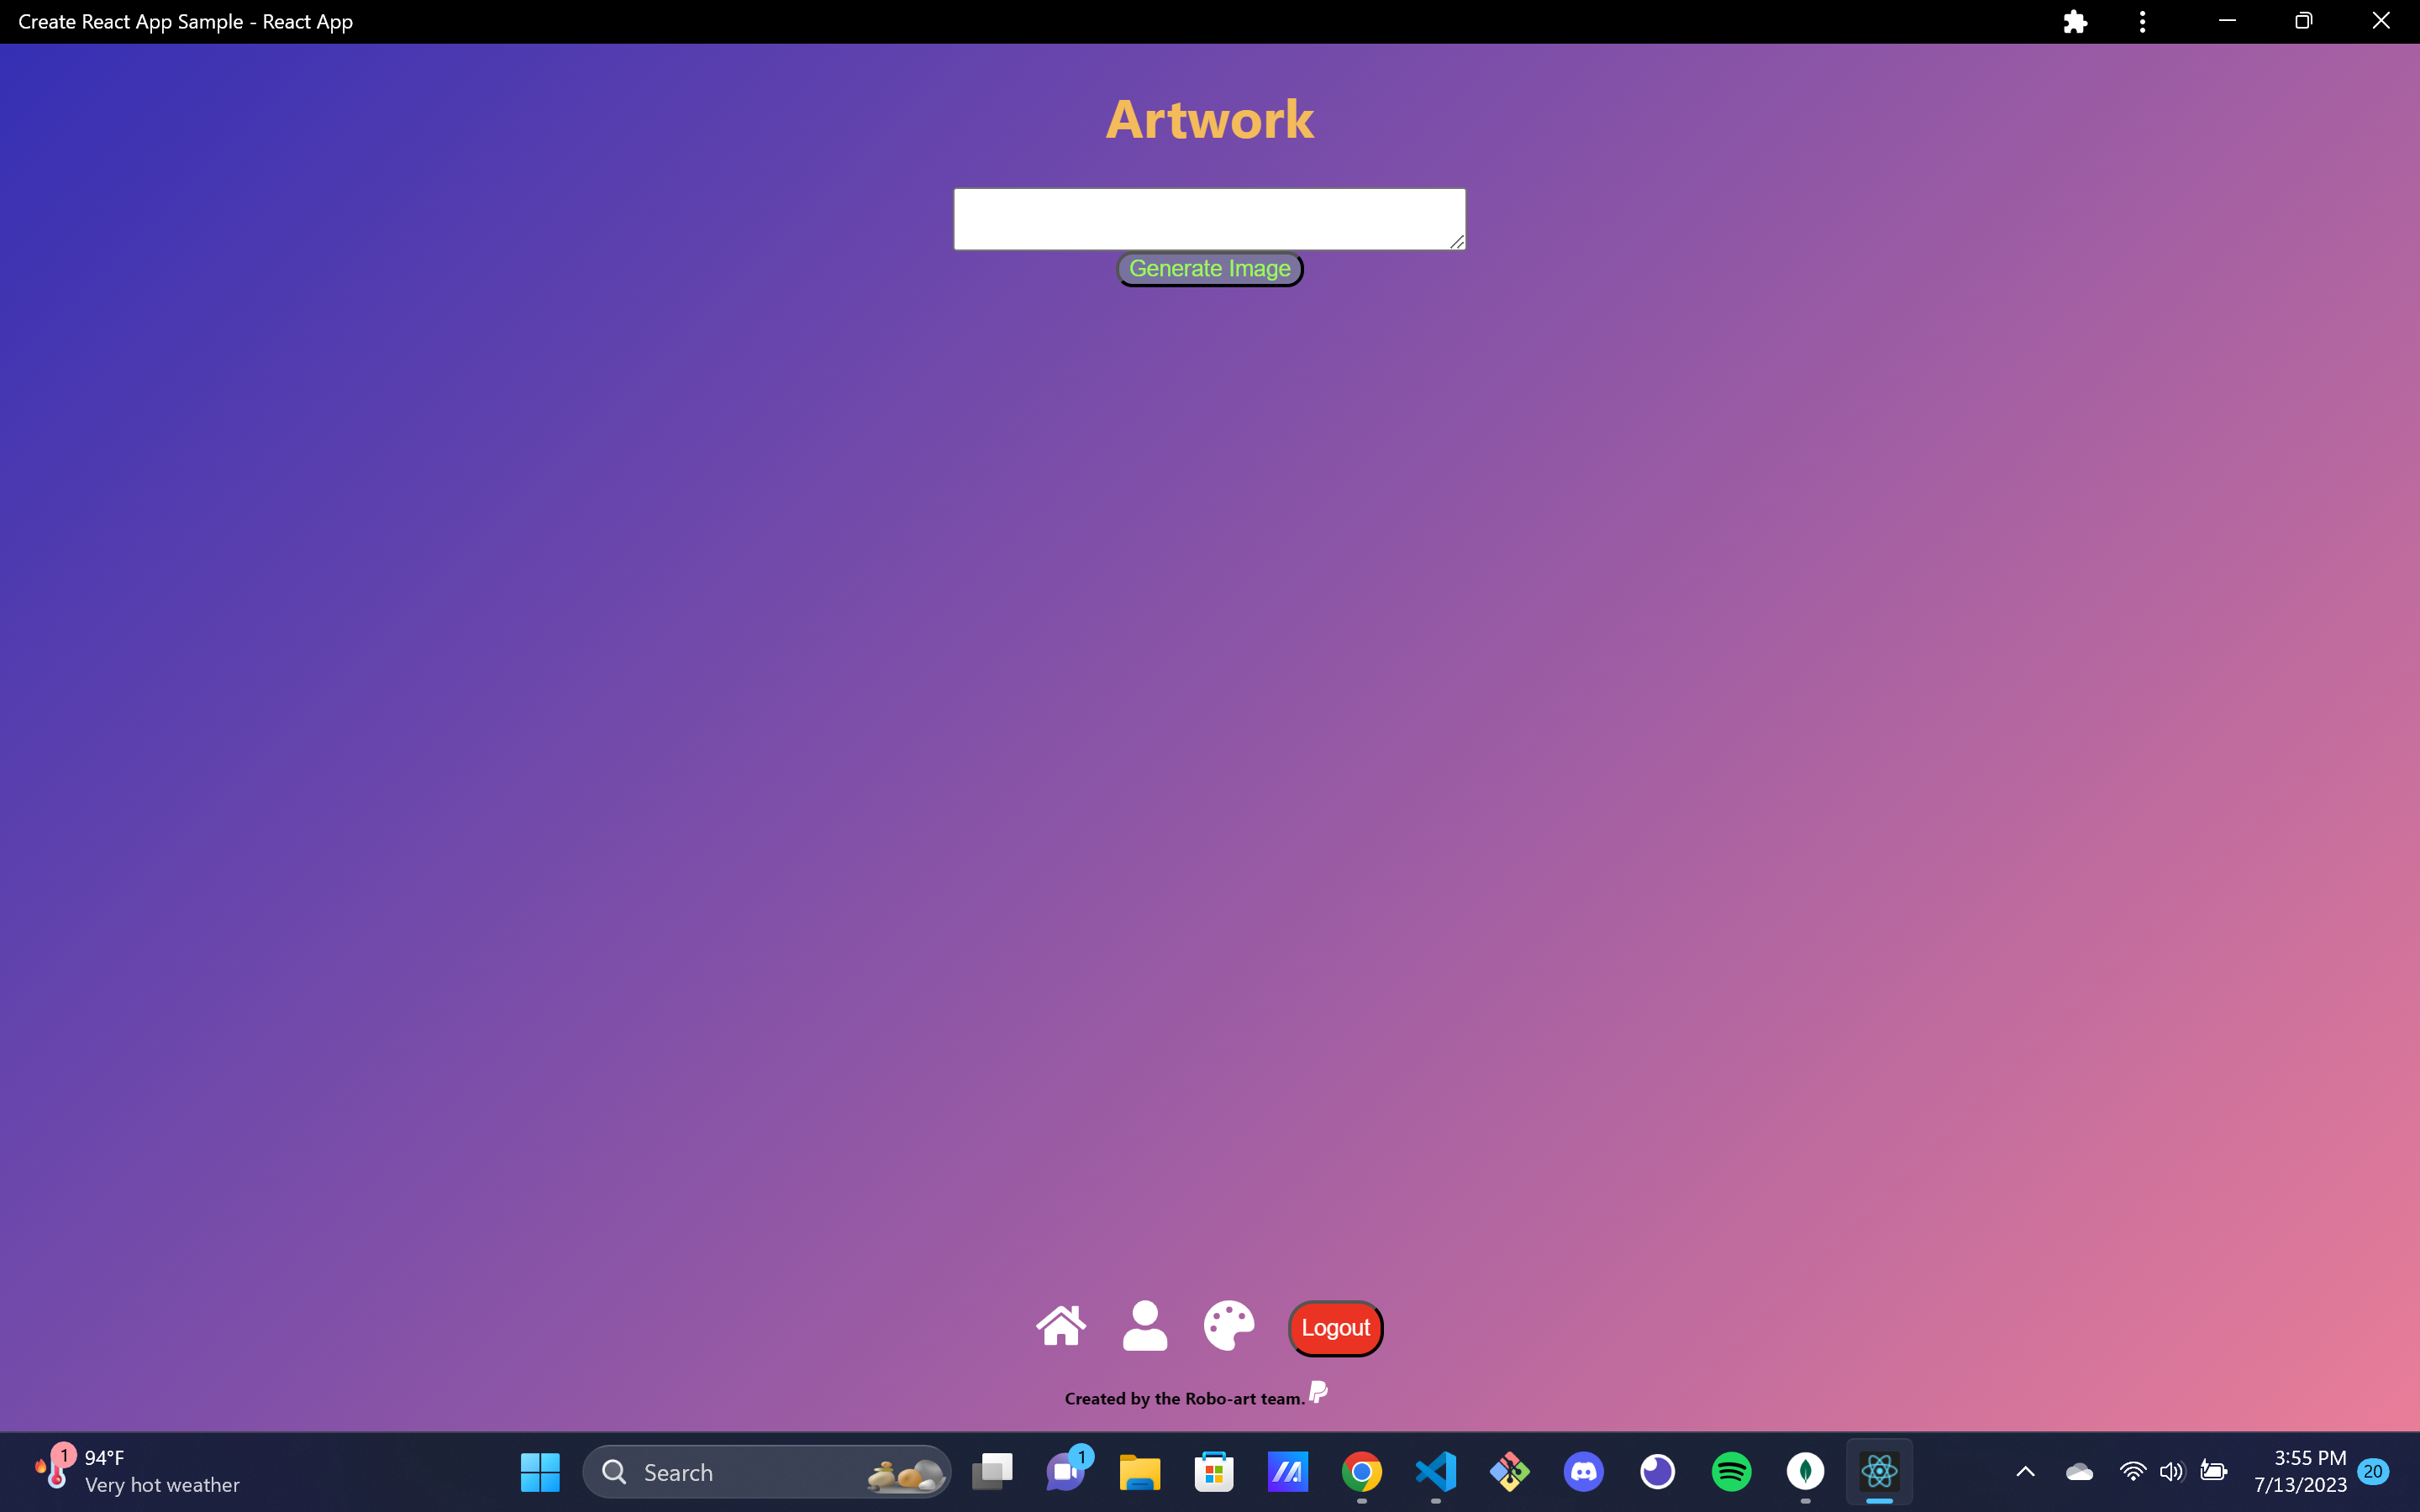 Create React App Sample - React App
Artwork
Generate Image
Logout
Created by the Robo-art team.
1
94°F
Very hot weather
Search
1
3:55 PM
7/13/2023
20